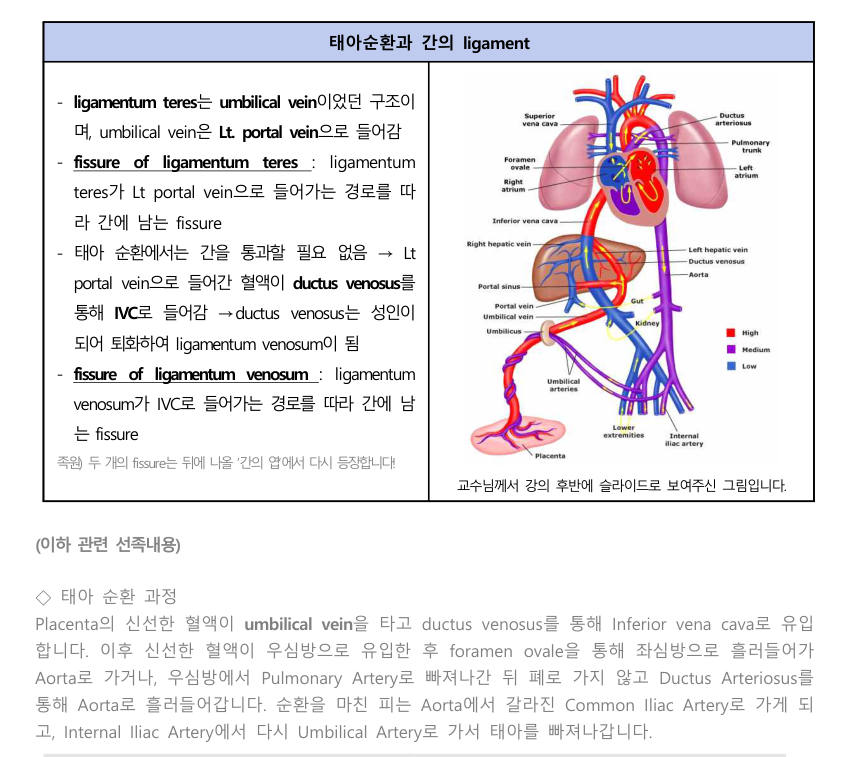 태아순환과 간의 ligament
- ligamentum teres는 umbilical vein이었던 구조이
며, umbilical vein은 Lt. portal vein으로 들어감
- fissure of ligamentum teres : ligamentum
teres가 Lt portal vein으로 들어가는 경로를 따
라 간에 남는 fissure
- 태아 순환에서는 간을 통과할 필요 없음 → Lt
portal vein으로 들어간 혈액이 ductus venosus를
통해 IVC로 들어감 →ductus venosus는 성인이
되어 퇴화하여 ligamentum venosum이 됨
- fissure of ligamentum venosum : ligamentum
venosum가 IVC로 들어가는 경로를 따라 간에 남
는 fissure
족원) 두 개의 fissure는 뒤에 나올 '간의 엽'에서 다시 등장합니다!
Superior
vena cava
Ductus
arteriosus
Pulmonary
trunk
Foramen
ovale
Left
atrium
Right
atrium
Inferior vena cava
Right hepatic vein
Left hepatic vein
Ductus venosus
Aorta
Portal sinus
Portal vein
Gut
Umbilical vein
Kidney
Umbilicus
High
Medium
Low
Umbilical
arteries
Lower
extremities
Internal
iliac artery
Placenta
교수님께서 강의 후반에 슬라이드로 보여주신 그림입니다.
(이하 관련 선족내용)
◇ 태아 순환 과정
Placenta의 신선한 혈액이 umbilical vein을 타고 ductus venosus를 통해 Inferior vena cava로 유입
합니다. 이후 신선한 혈액이 우심방으로 유입한 후 foramen ovale을 통해 좌심방으로 흘러들어가
Aorta로 가거나, 우심방에서 Pulmonary Artery로 빠져나간 뒤 폐로 가지 않고 Ductus Arteriosus를
통해 Aorta로 흘러들어갑니다. 순환을 마친 피는 Aorta에서 갈라진 Common Iliac Artery로 가게 되
고, Internal Iliac Artery에서 다시 Umbilical Artery로 가서 태아를 빠져나갑니다.